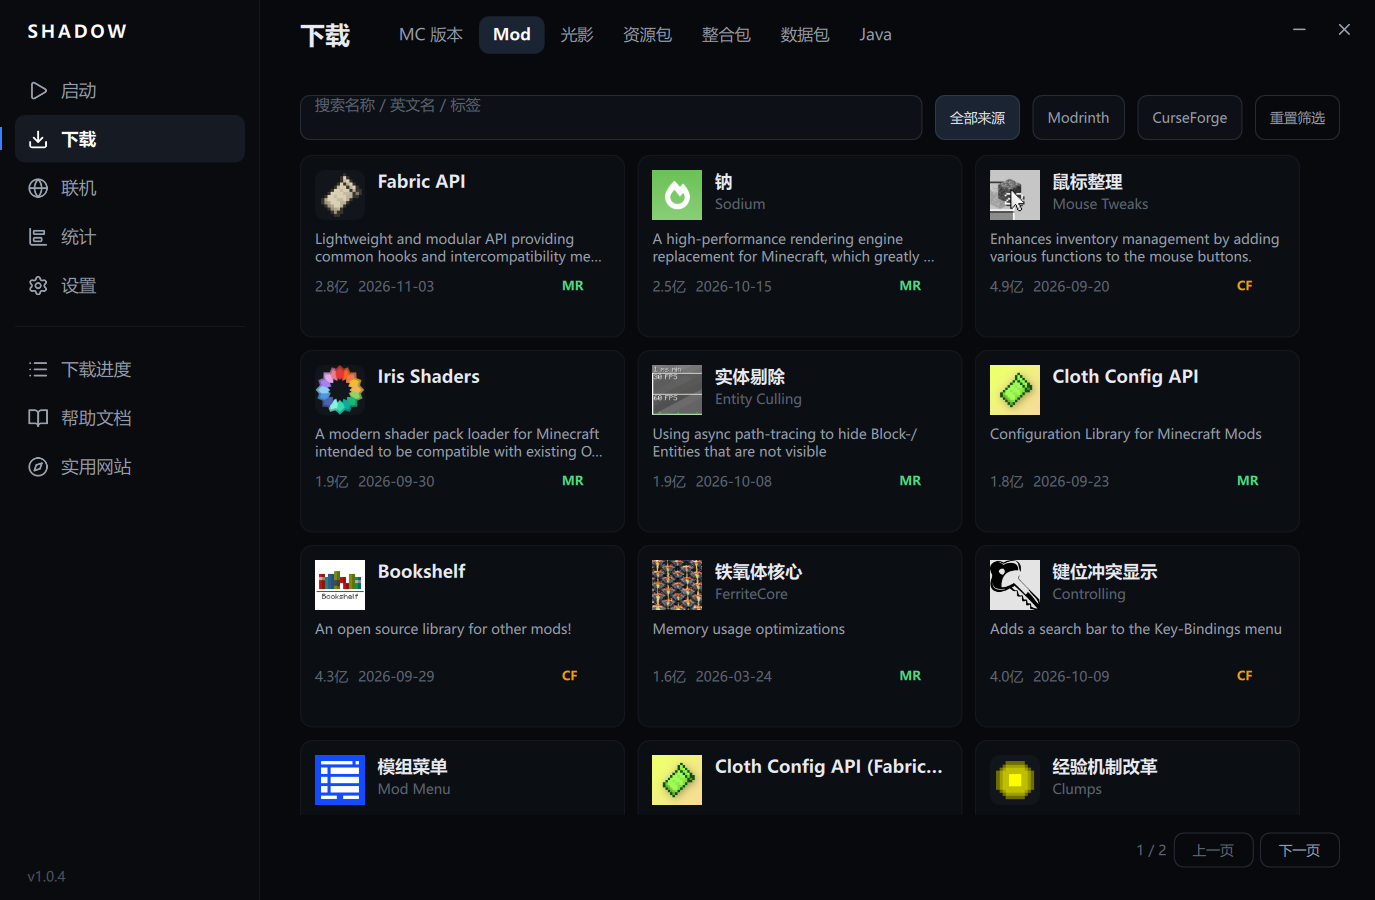 SHADOW
启动
下载
联机
统计
设置
下载进度
帮助文档
实用网站
v1.0.4
下载 MC 版本 Mod 光影 资源包 整合包 数据包 Java
搜索名称 / 英文名 / 标签 全部来源 Modrinth CurseForge 重置筛选
Fabric API
Lightweight and modular API providing
common hooks and intercompatibility me...
2.8亿 2026-11-03 MR
钠
Sodium
A high-performance rendering engine
replacement for Minecraft, which greatly ...
2.5亿 2026-10-15 MR
鼠标整理
Mouse Tweaks
Enhances inventory management by adding
various functions to the mouse buttons.
4.9亿 2026-09-20 CF
Iris Shaders
A modern shader pack loader for Minecraft
intended to be compatible with existing O...
1.9亿 2026-09-30 MR
30 FPS
60 FPS
实体剔除
Entity Culling
Using async path-tracing to hide Block-/
Entities that are not visible
1.9亿 2026-10-08 MR
Cloth Config API
Configuration Library for Minecraft Mods
1.8亿 2026-09-23 MR
Bookshelf
Bookshelf
An open source library for other mods!
4.3亿 2026-09-29 CF
铁氧体核心
FerriteCore
Memory usage optimizations
1.6亿 2026-03-24 MR
键位冲突显示
Controlling
Adds a search bar to the Key-Bindings menu
4.0亿 2026-10-09 CF
模组菜单
Mod Menu
Cloth Config API (Fabric...
经验机制改革
Clumps
1 / 2 上一页 下一页